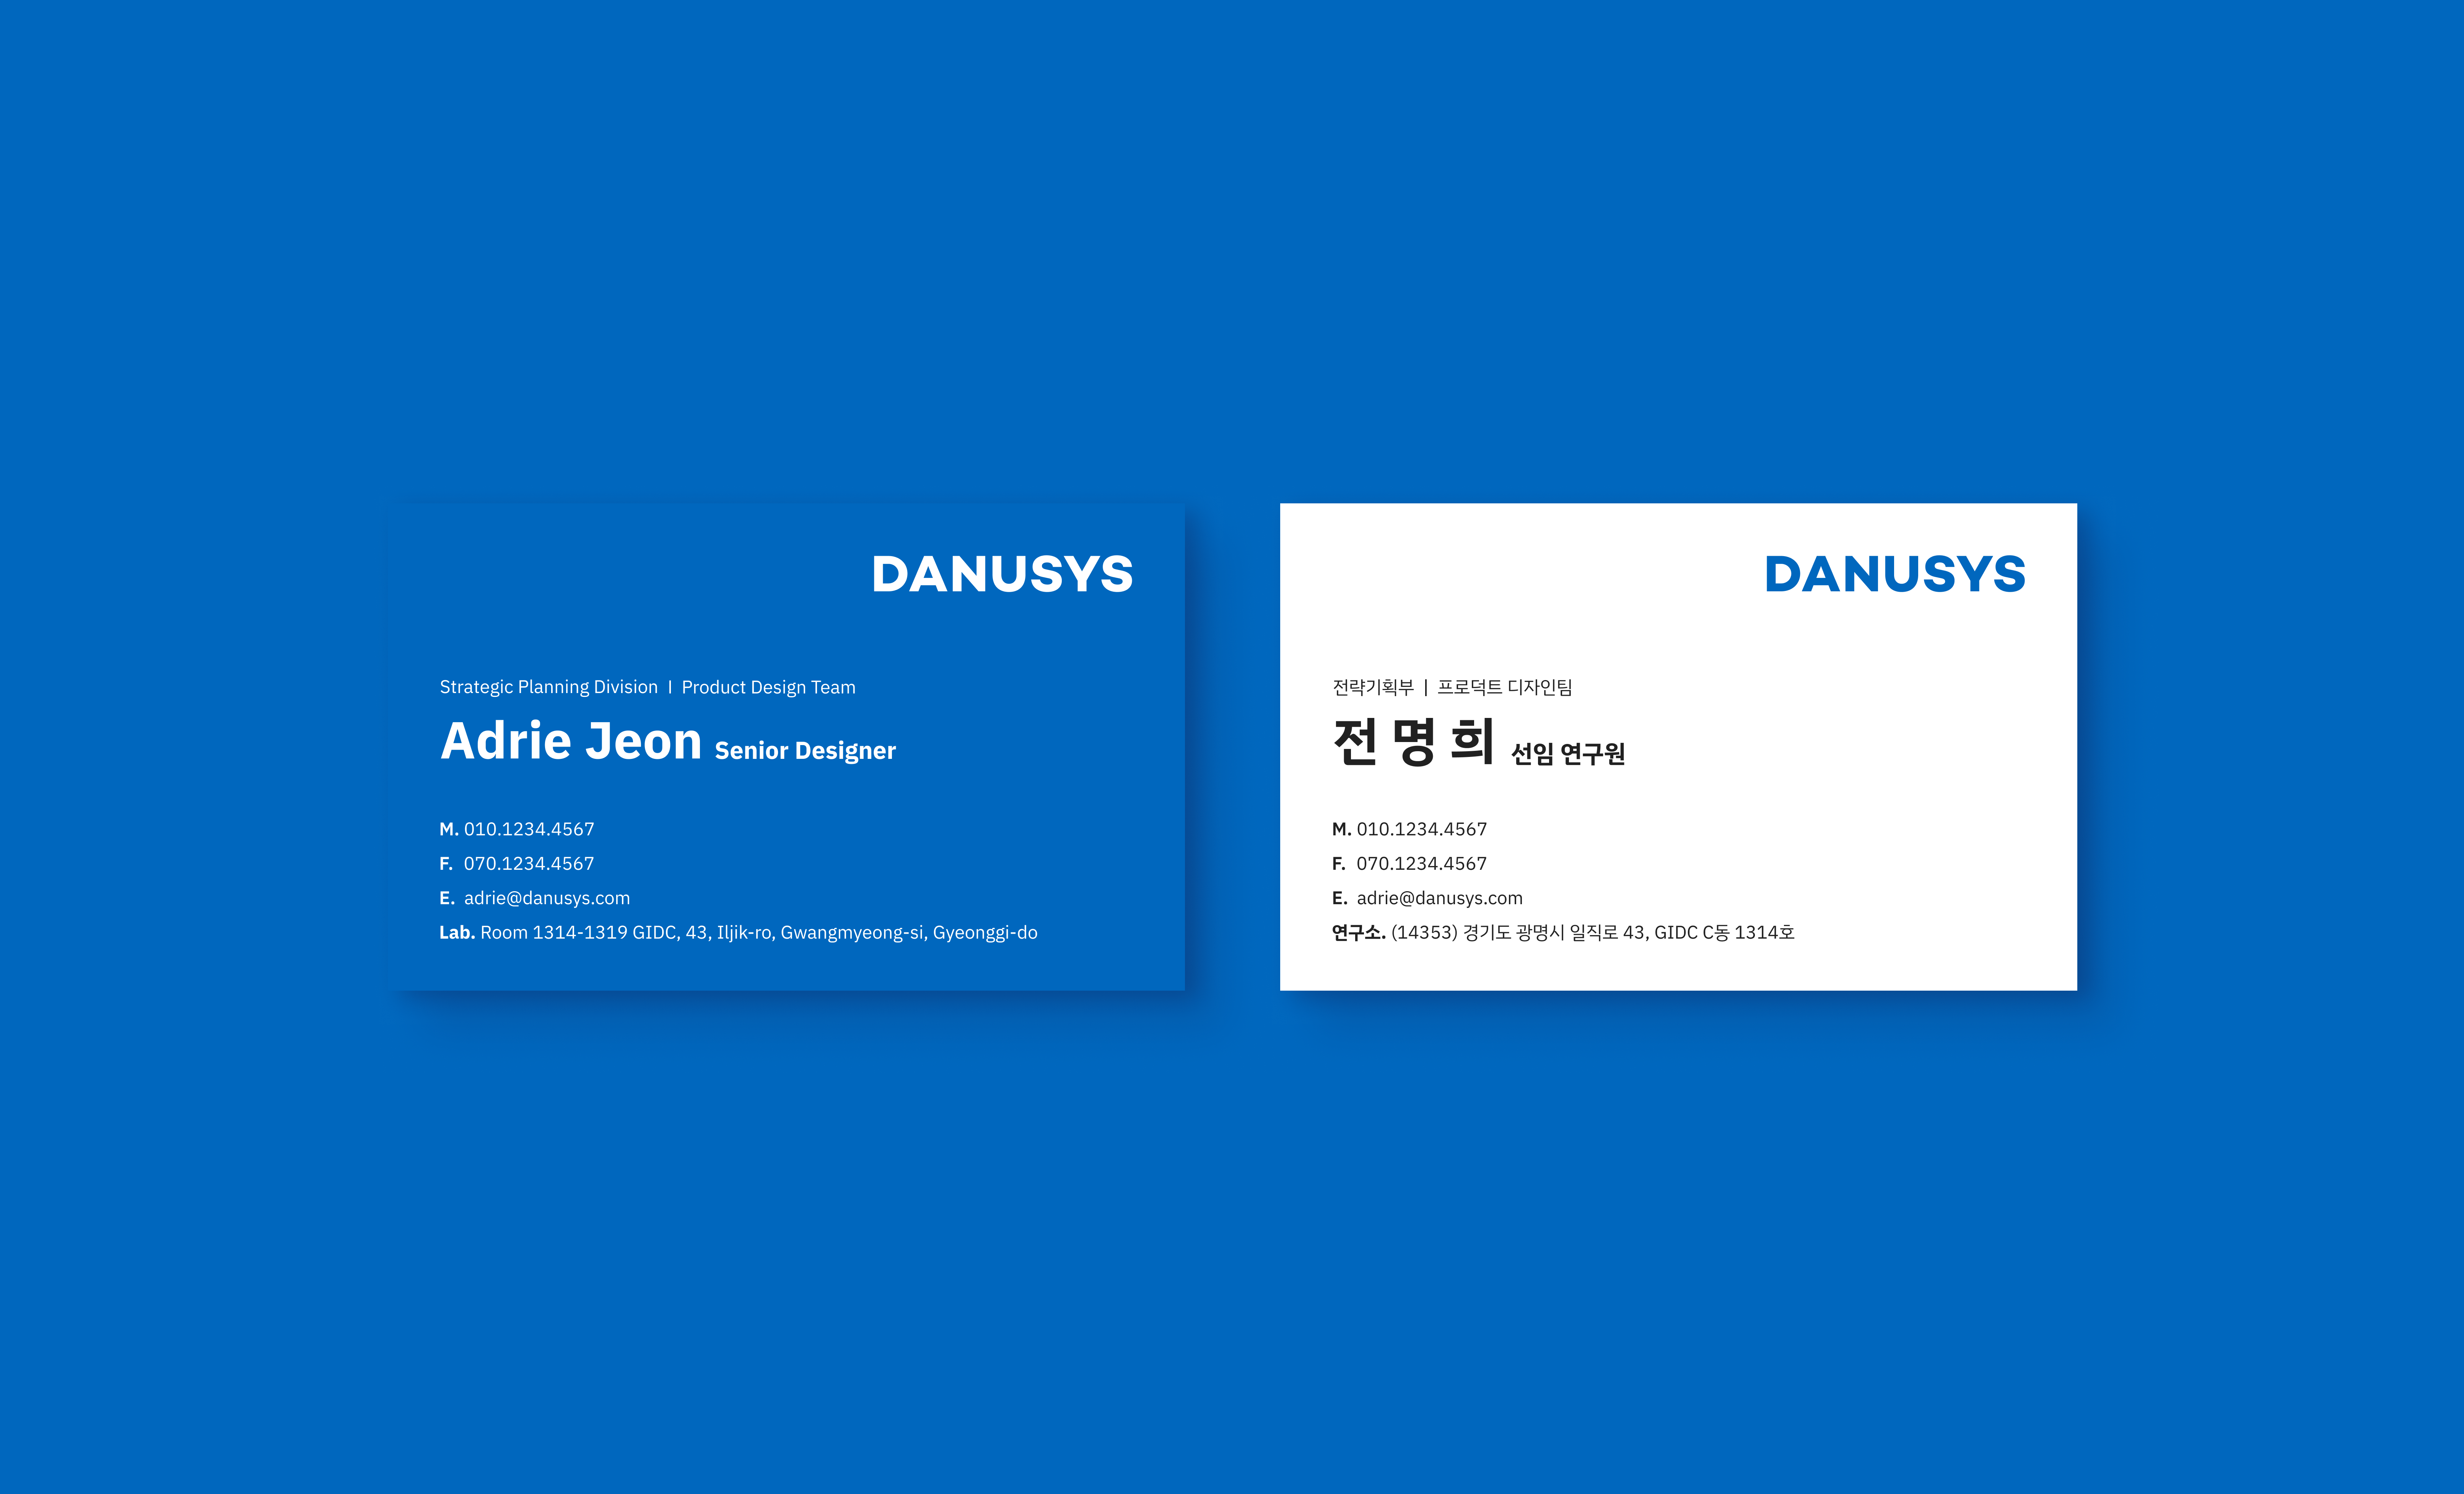 DANUSYS
Strategic Planning Division | Product Design Team
Adrie Jeon Senior Designer
M. 010.1234.4567
F. 070.1234.4567
E. adrie@danusys.com
Lab. Room 1314-1319 GIDC, 43, Iljik-ro, Gwangmyeong-si, Gyeonggi-do
DANUSYS
전략기획부 | 프로덕트 디자인팀
전 명 희 선임 연구원
M. 010.1234.4567
F. 070.1234.4567
E. adrie@danusys.com
연구소. (14353) 경기도 광명시 일직로 43, GIDC C동 1314호